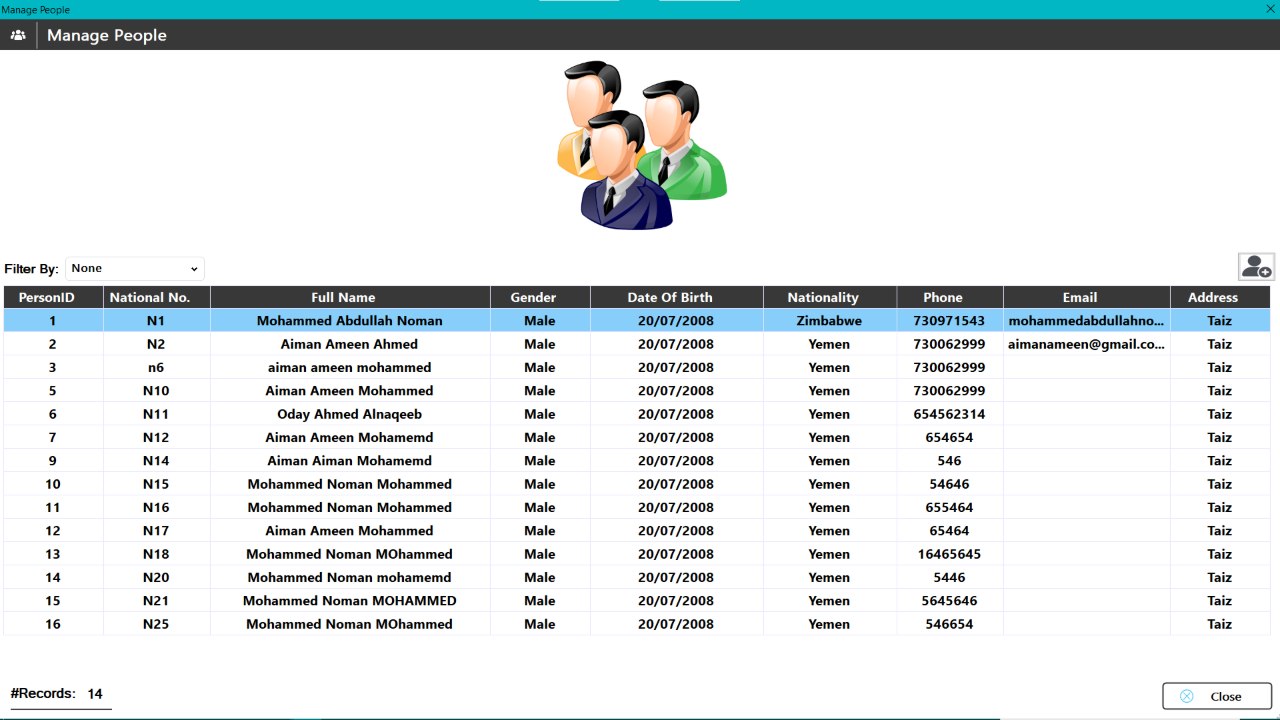 Manage People
Manage People
Filter By: None
PersonID National No. Full Name Gender Date Of Birth Nationality Phone Email Address
1 N1 Mohammed Abdullah Noman Male 20/07/2008 Zimbabwe 730971543 mohammedabdullahno... Taiz
2 N2 Aiman Ameen Ahmed Male 20/07/2008 Yemen 730062999 aimanameen@gmail.co... Taiz
3 n6 aiman ameen mohammed Male 20/07/2008 Yemen 730062999 Taiz
5 N10 Aiman Ameen Mohammed Male 20/07/2008 Yemen 730062999 Taiz
6 N11 Oday Ahmed Alnaqeeb Male 20/07/2008 Yemen 654562314 Taiz
7 N12 Aiman Ameen Mohamemd Male 20/07/2008 Yemen 654654 Taiz
9 N14 Aiman Aiman Mohamemd Male 20/07/2008 Yemen 546 Taiz
10 N15 Mohammed Noman Mohammed Male 20/07/2008 Yemen 54646 Taiz
11 N16 Mohammed Noman Mohammed Male 20/07/2008 Yemen 655464 Taiz
12 N17 Aiman Ameen Mohammed Male 20/07/2008 Yemen 65464 Taiz
13 N18 Mohammed Noman MOhammed Male 20/07/2008 Yemen 16465645 Taiz
14 N20 Mohammed Noman mohamemd Male 20/07/2008 Yemen 5446 Taiz
15 N21 Mohammed Noman MOHAMMED Male 20/07/2008 Yemen 5645646 Taiz
16 N25 Mohammed Noman MOhammed Male 20/07/2008 Yemen 546654 Taiz
#Records: 14
Close